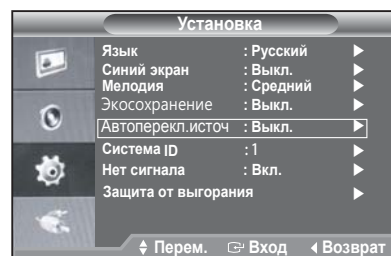 Установка
Язык : Русский
Синий экран : Выкл.
Мелодия : Средний
Экосохранение : Выкл.
Автоперекл.источ : Выкл.
Система ID :1
Нет сигнала : Вкл.
Защита от выгорания
Перем. Вход Возврат